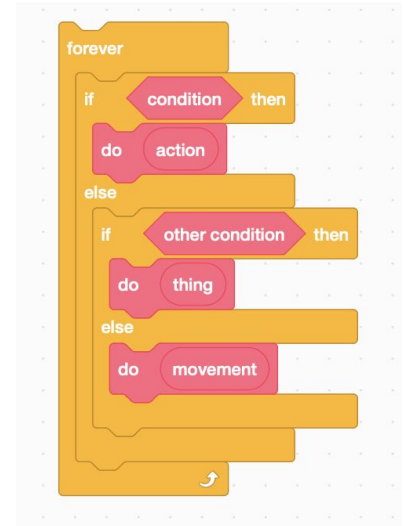 forever
if condition then
do action
else
if other condition then
do thing
else
do movement